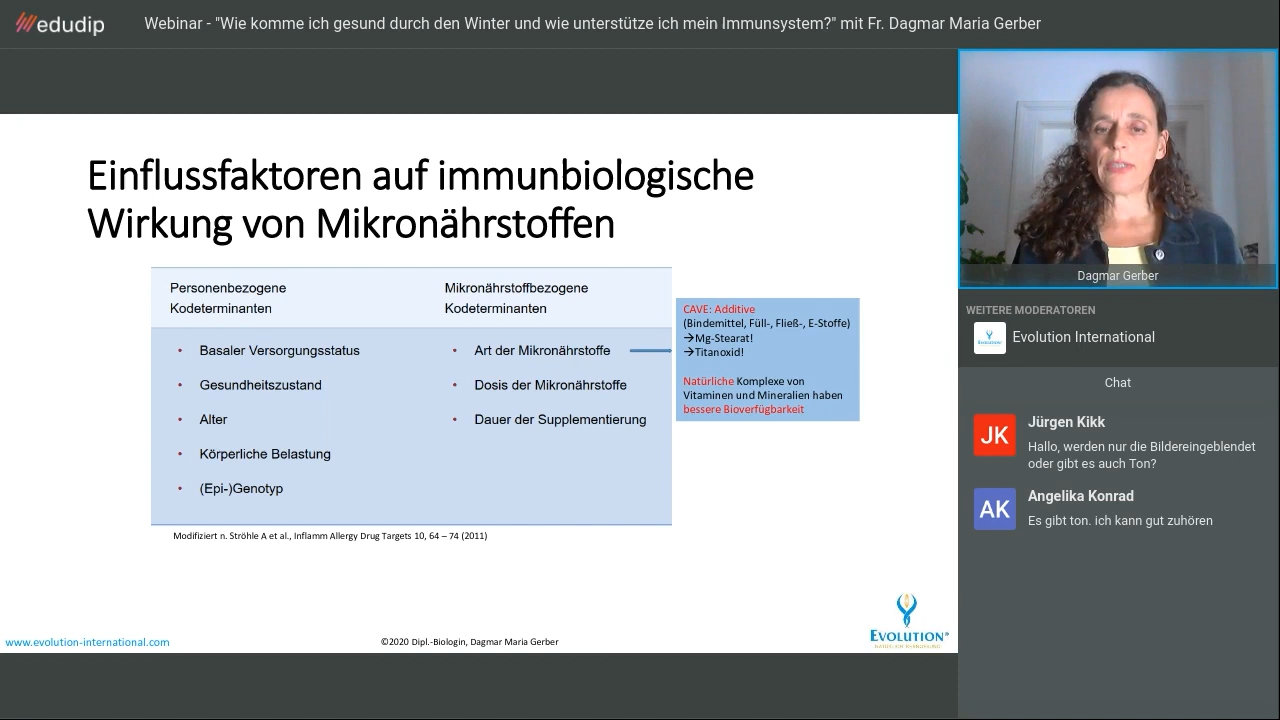 edudip
Webinar - "Wie komme ich gesund durch den Winter und wie unterstütze ich mein Immunsystem?" mit Fr. Dagmar Maria Gerber
Einflussfaktoren auf immunbiologische
Wirkung von Mikronährstoffen
Personenbezogene
Kodeterminanten
• Basaler Versorgungsstatus
• Gesundheitszustand
• Alter
• Körperliche Belastung
• (Epi-)Genotyp
Mikronährstoffbezogene
Kodeterminanten
• Art der Mikronährstoffe
• Dosis der Mikronährstoffe
• Dauer der Supplementierung
CAVE: Additive
(Bindemittel, Füll-, Fließ-, E-Stoffe)
→Mg-Stearat!
→Titanoxid!
Natürliche Komplexe von
Vitaminen und Mineralien haben
bessere Bioverfügbarkeit
Modifiziert n. Ströhle A et al., Inflamm Allergy Drug Targets 10, 64 – 74 (2011)
www.evolution-international.com
©2020 Dipl.-Biologin, Dagmar Maria Gerber
EVOLUTION®
Dagmar Gerber
WEITERE MODERATOREN
Evolution International
Chat
JK
Jürgen Kikk
Hallo, werden nur die Bildereingeblendet
oder gibt es auch Ton?
AK
Angelika Konrad
Es gibt ton. ich kann gut zuhören